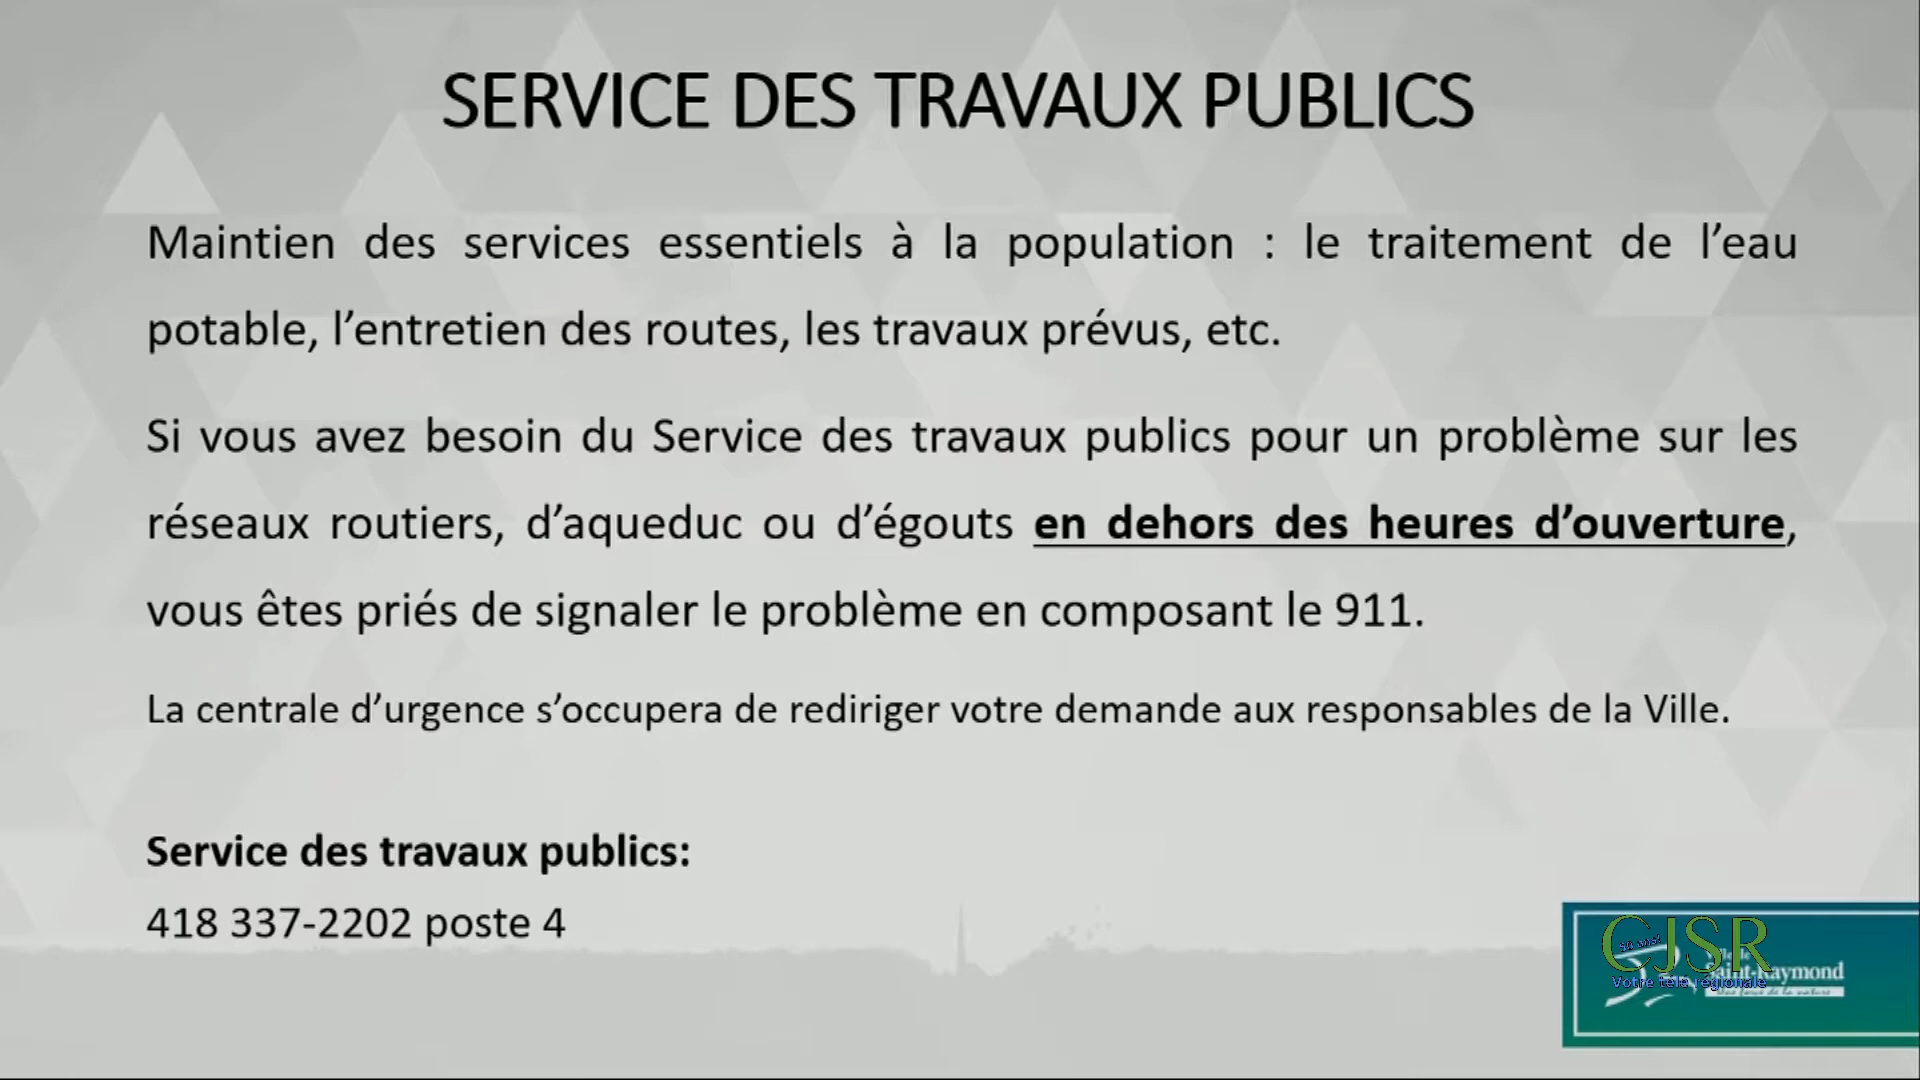 SERVICE DES TRAVAUX PUBLICS
Maintien des services essentiels à la population : le traitement de l’eau
potable, l’entretien des routes, les travaux prévus, etc.
Si vous avez besoin du Service des travaux publics pour un problème sur les
réseaux routiers, d’aqueduc ou d’égouts en dehors des heures d’ouverture,
vous êtes priés de signaler le problème en composant le 911.
La centrale d’urgence s’occupera de rediriger votre demande aux responsables de la Ville.
Service des travaux publics:
418 337-2202 poste 4
CJSR
Saint-Raymond
Votre télé régionale